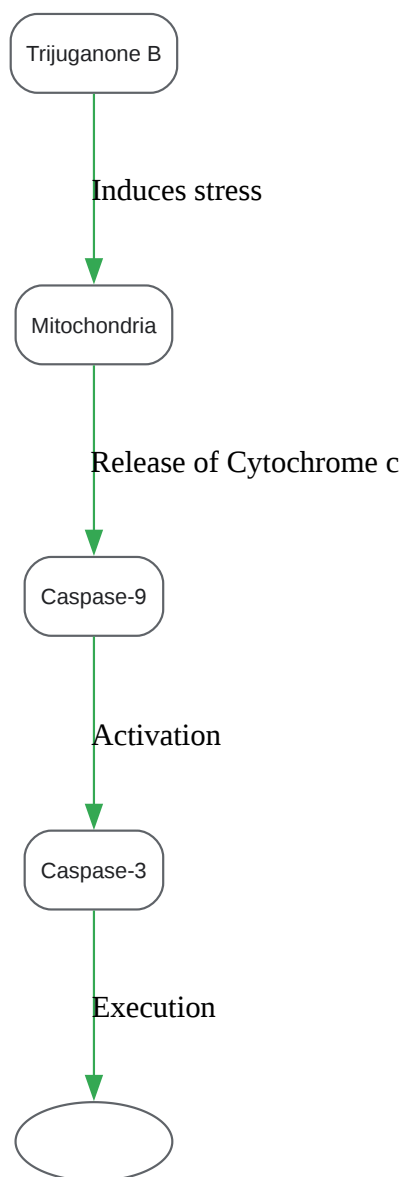 Trijuganone B
Induces stress
Mitochondria
Release of Cytochrome c
Caspase-9
Activation
Caspase-3
Execution